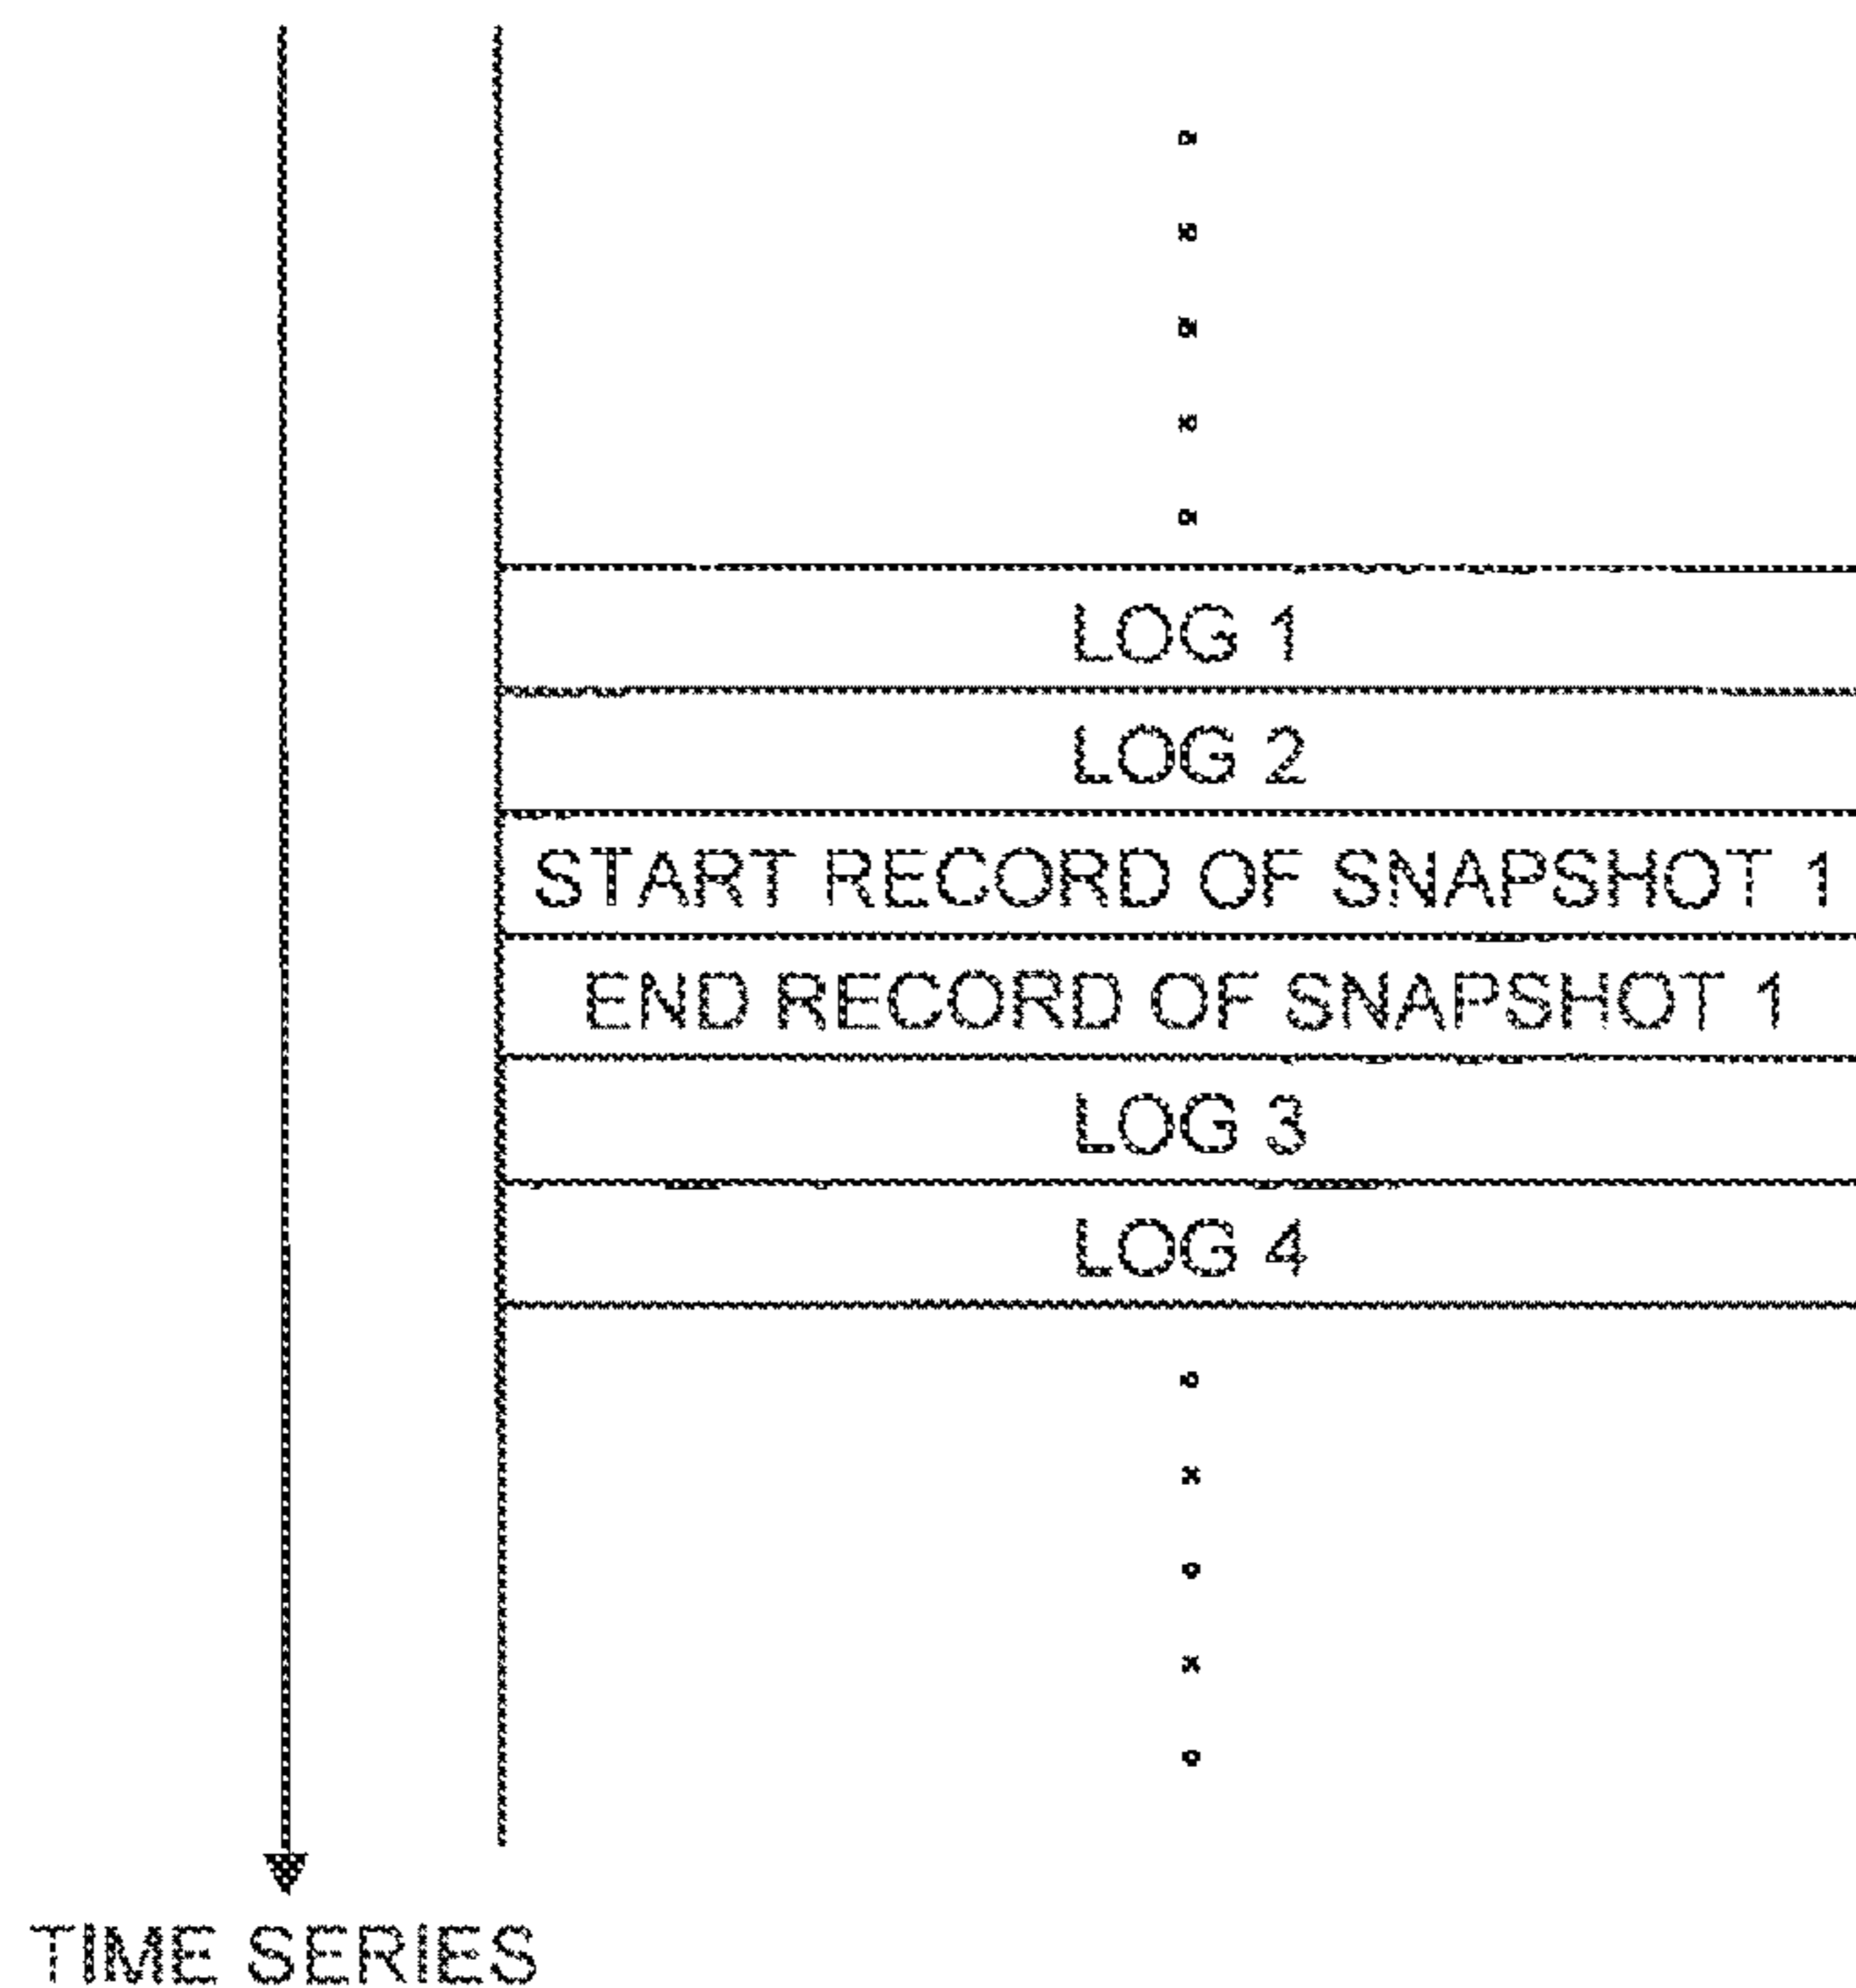 LOG 1
LOG 2
START RECORD OF SNAPSHOT 1
END RECORD OF SNAPSHOT 1
LOG 3
LOG 4
TIME SERIES